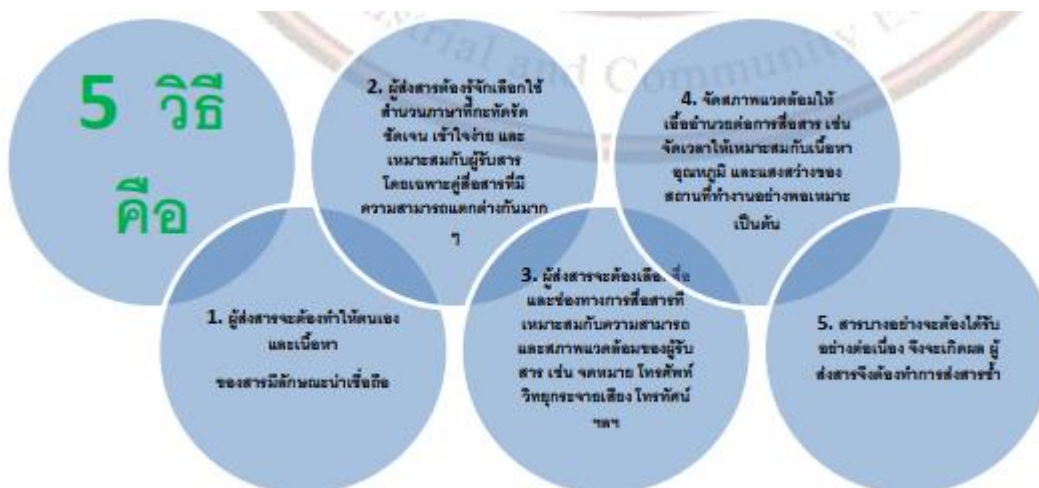 5 วิธี
คือ
1. ผู้ส่งสารจะต้องทำให้ตนเอง
และเนื้อหา
ของสารมีลักษณะน่าเชื่อถือ
2. ผู้ส่งสารต้องรู้จักเลือกใช้
สำนวนภาษาที่กะทัดรัด
ชัดเจน เข้าใจง่าย และ
เหมาะสมกับผู้รับสาร
โดยเฉพาะคู่สื่อสารที่มี
ความสามารถแตกต่างกันมาก
ๆ
3. ผู้ส่งสารจะต้องเลือกสื่อ
และช่องทางการสื่อสารที่
เหมาะสมกับความสามารถ
และสภาพแวดล้อมของผู้รับ
สาร เช่น จดหมาย โทรศัพท์
วิทยุกระจายเสียง โทรทัศน์
ฯลฯ
4. จัดสภาพแวดล้อมให้
เอื้ออำนวยต่อการสื่อสาร เช่น
จัดเวลาให้เหมาะสมกับเนื้อหา
อุณหภูมิ และแสงสว่างของ
สถานที่ทำงานอย่างพอเหมาะ
เป็นต้น
5. สารบางอย่างจะต้องได้รับ
อย่างต่อเนื่อง จึงจะเกิดผล ผู้
ส่งสารจึงต้องทำการส่งสารซ้ำ
and Community